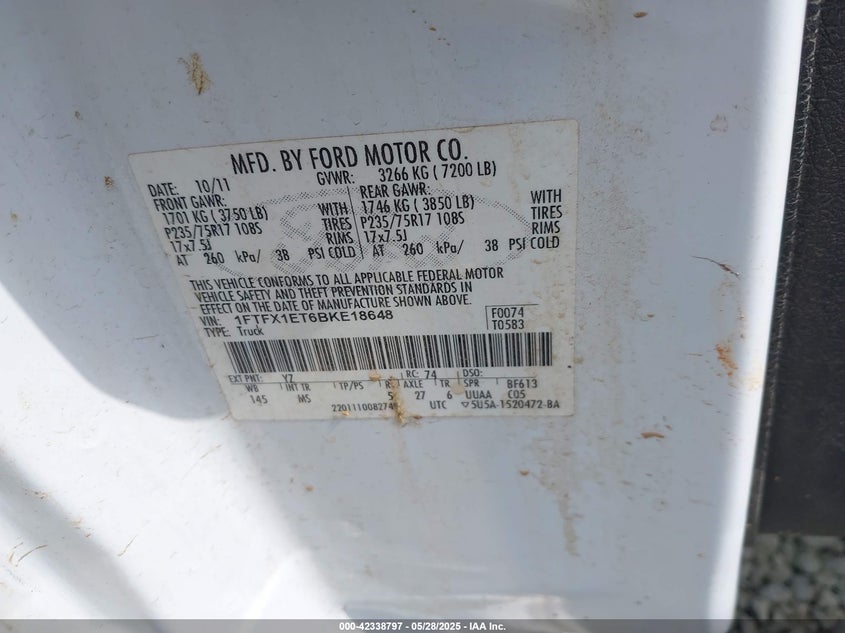 MFD. BY FORD MOTOR CO.
DATE: 10/11 GVWR: 3266 KG ( 7200 LB)
FRONT GAWR: REAR GAWR:
1701 KG ( 3750 LB) WITH 1746 KG ( 3850 LB) WITH
P235/75R17 108S TIRES P235/75R17 108S TIRES
17x7.5J RIMS 17x7.5J RIMS
AT 260 kPa/ 38 PSI COLD AT 260 kPa/ 38 PSI COLD
THIS VEHICLE CONFORMS TO ALL APPLICABLE FEDERAL MOTOR
VEHICLE SAFETY AND THEFT PREVENTION STANDARDS IN
EFFECT ON THE DATE OF MANUFACTURE SHOWN ABOVE.
VIN: 1FTFX1ET6BKE18648 F0074
TYPE: Truck T0583
EXT PNT: YZ RC: 74 DSO:
WB INT TR TP/PS R AXLE TR SPR BF613
145 MS 5 27 6 UUAA C05
UTC 5U5A-1520472-BA
000-42338797 - 05/28/2025 - IAA Inc.